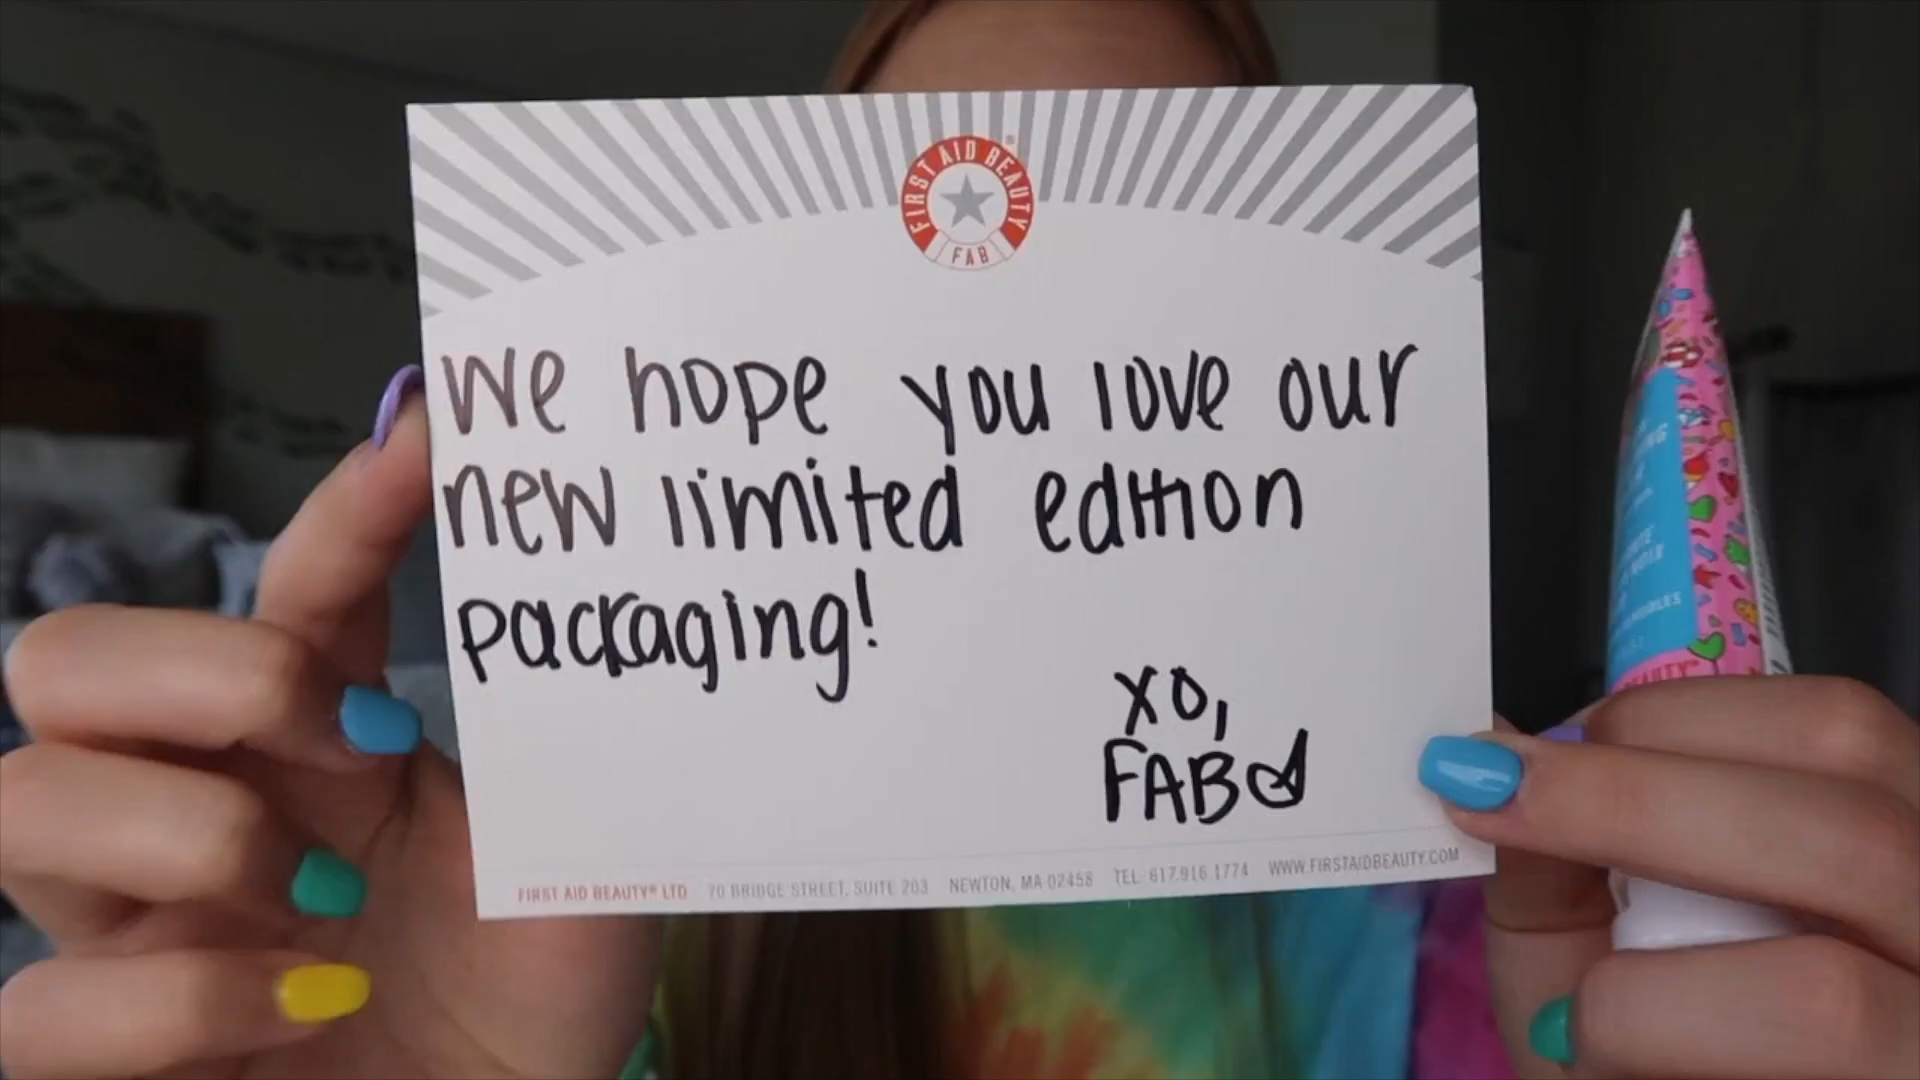 FIRST AID BEAUTY®
FAB
We hope you love our
new limited edition
packaging!
XO,
FAB
FIRST AID BEAUTY® LTD 70 BRIDGE STREET, SUITE 203 NEWTON, MA 02458 TEL: 617.916.1774 WWW.FIRSTAIDBEAUTY.COM